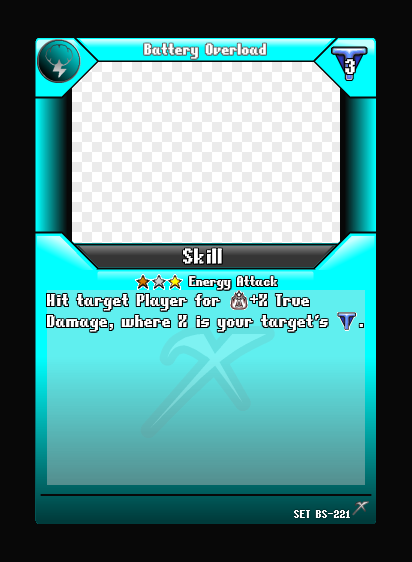 Battery Overload
3
Skill
Energy Attack
Hit target Player for +X True
Damage, where X is your target's T.
SET BS-221